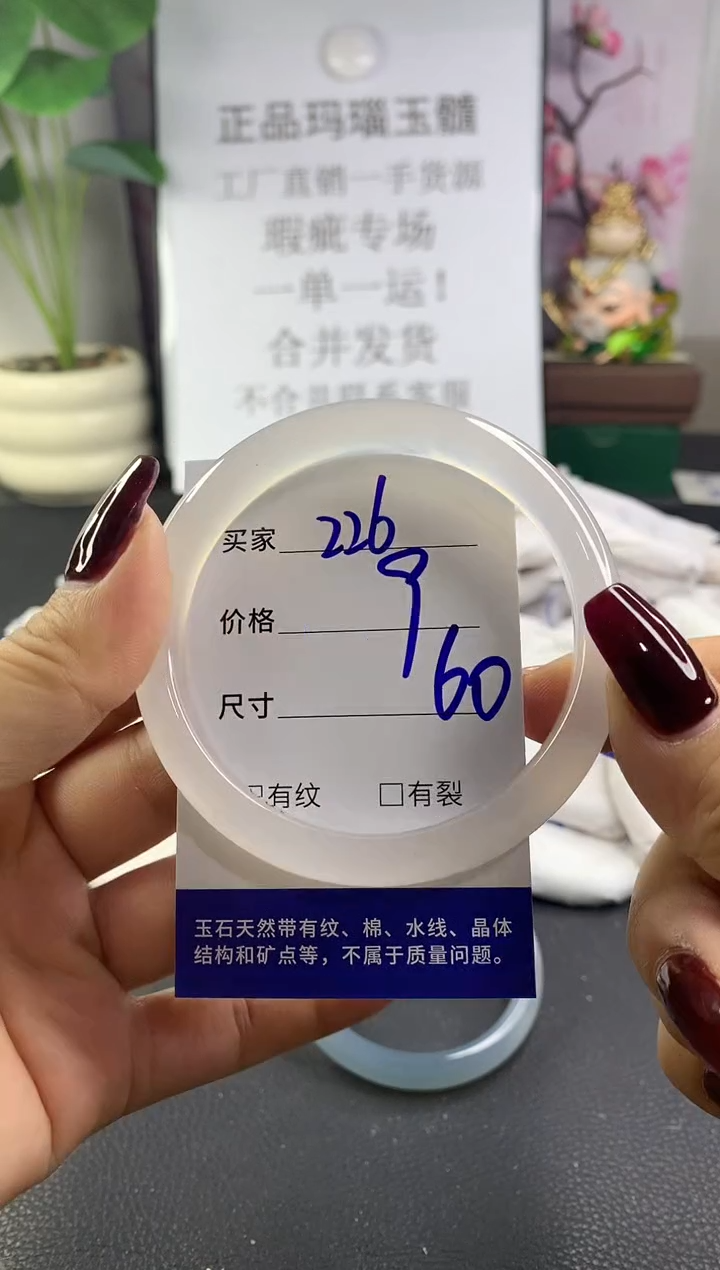 正品玛瑙玉髓
工厂直销一手货源
瑕疵专场
一单一运！
合并发货
买家 226
价格 9
尺寸 60
□有纹 □有裂
玉石天然带有纹、棉、水线、晶体
结构和矿点等，不属于质量问题。